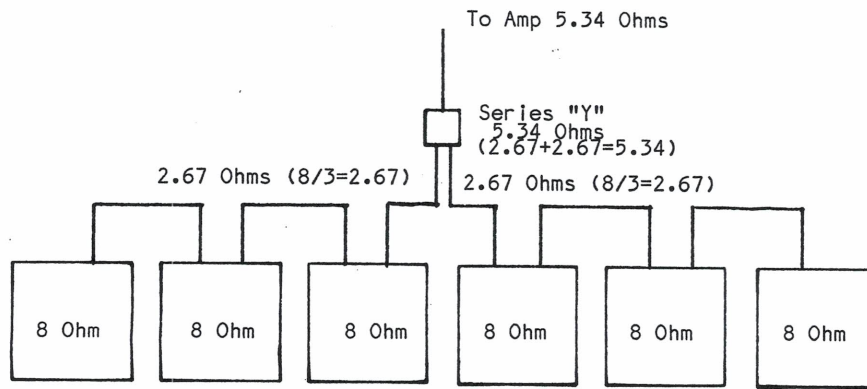 To Amp 5.34 Ohms
Series "Y"
5.34 Ohms
(2.67+2.67=5.34)
2.67 Ohms (8/3=2.67)
2.67 Ohms (8/3=2.67)
8 Ohm
8 Ohm
8 Ohm
8 Ohm
8 Ohm
8 Ohm